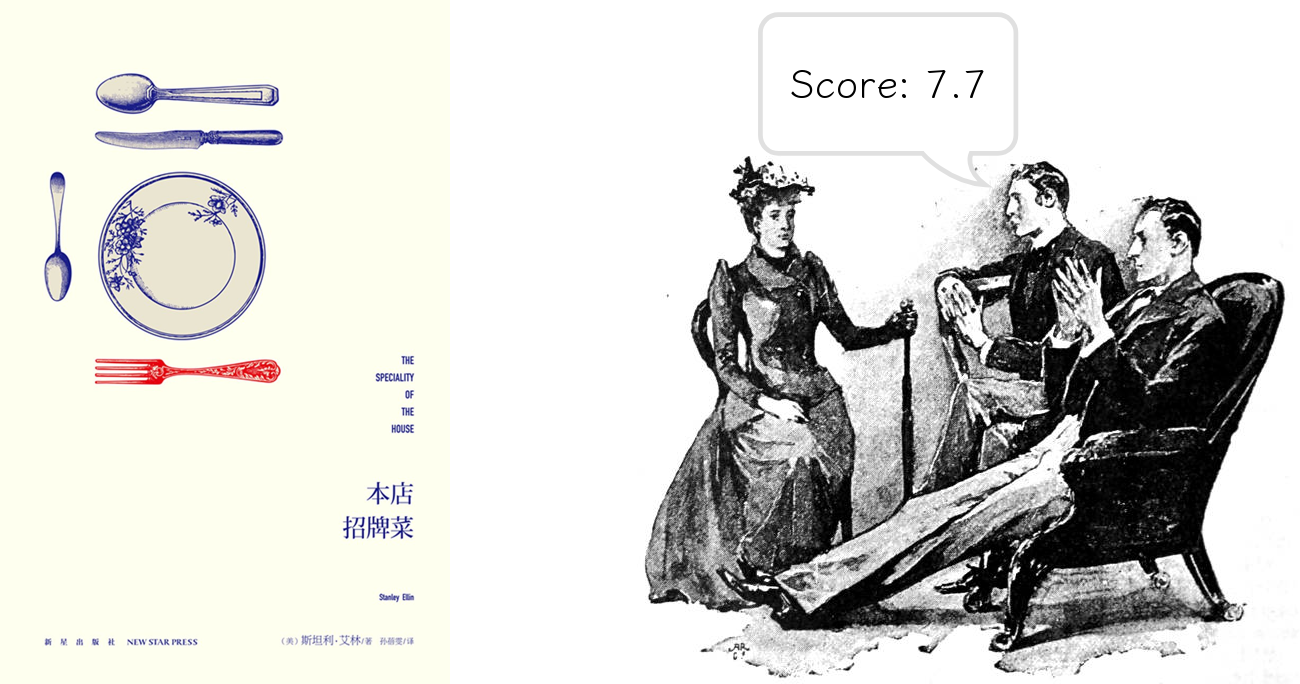 Score: 7.7
THE
SPECIALITY
OF
THE
HOUSE
本店
招牌菜
Stanley Ellin
新星出版社 NEW STAR PRESS
（美）斯坦利·艾林/著 孙蓓雯/译